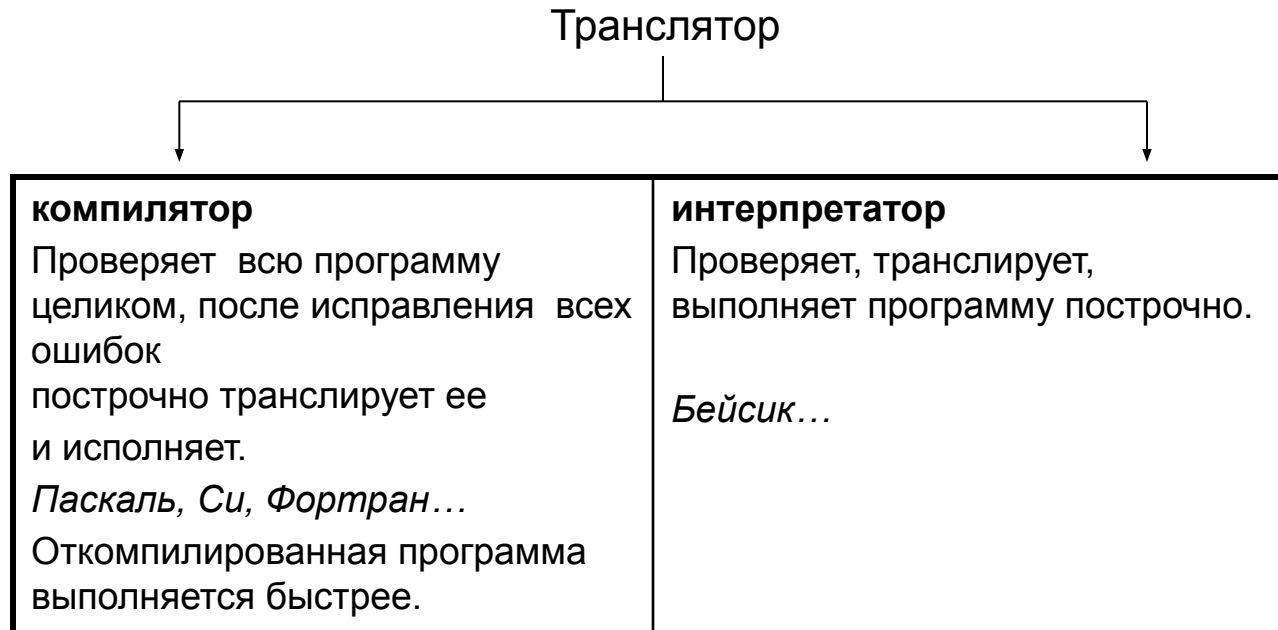 Транслятор
компилятор
Проверяет всю программу
целиком, после исправления всех
ошибок
построчно транслирует ее
и исполняет.
Паскаль, Си, Фортран…
Откомпилированная программа
выполняется быстрее.
интерпретатор
Проверяет, транслирует,
выполняет программу построчно.
Бейсик…